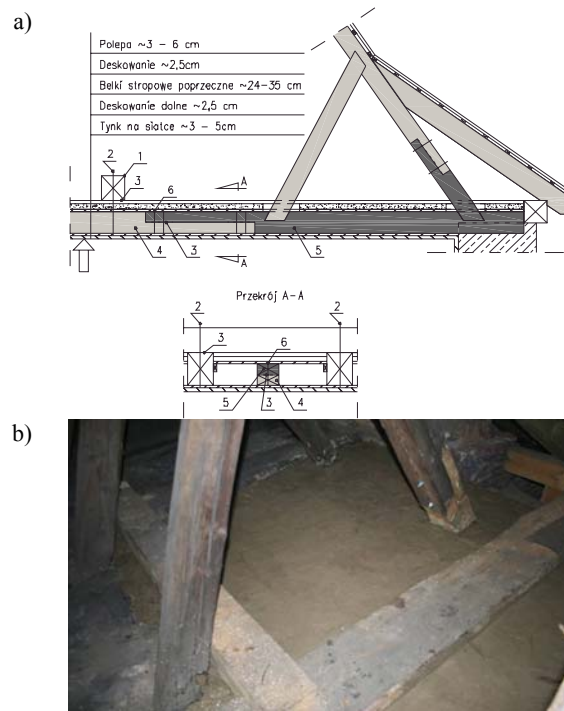 a)
Polepa ~3 – 6 cm
Deskowanie ~2,5cm
Belki stropowe poprzeczne ~24-35 cm
Deskowanie dolne ~2,5 cm
Tynk na siatce ~3 – 5cm
2
1
3
6
A
4
3
5
A
Przekrój A-A
2
2
3
6
5
3
4
b)